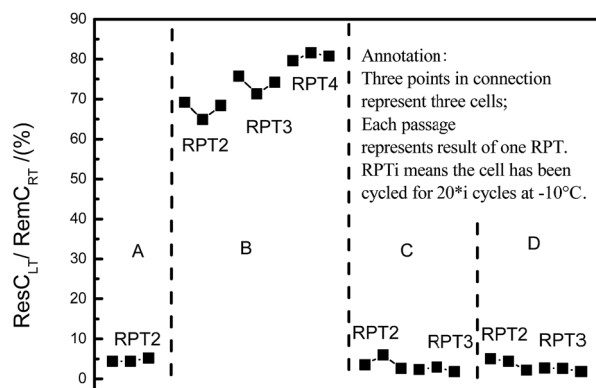 90
80
70
60
50
40
30
20
10
0
ResC_LT/ RemC_RT /(%)
A
RPT2
B
RPT2
RPT3
RPT4
Annotation:
Three points in connection
represent three cells;
Each passage
represents result of one RPT.
RPTi means the cell has been
cycled for 20*i cycles at -10°C.
C
RPT2
RPT3
D
RPT2
RPT3